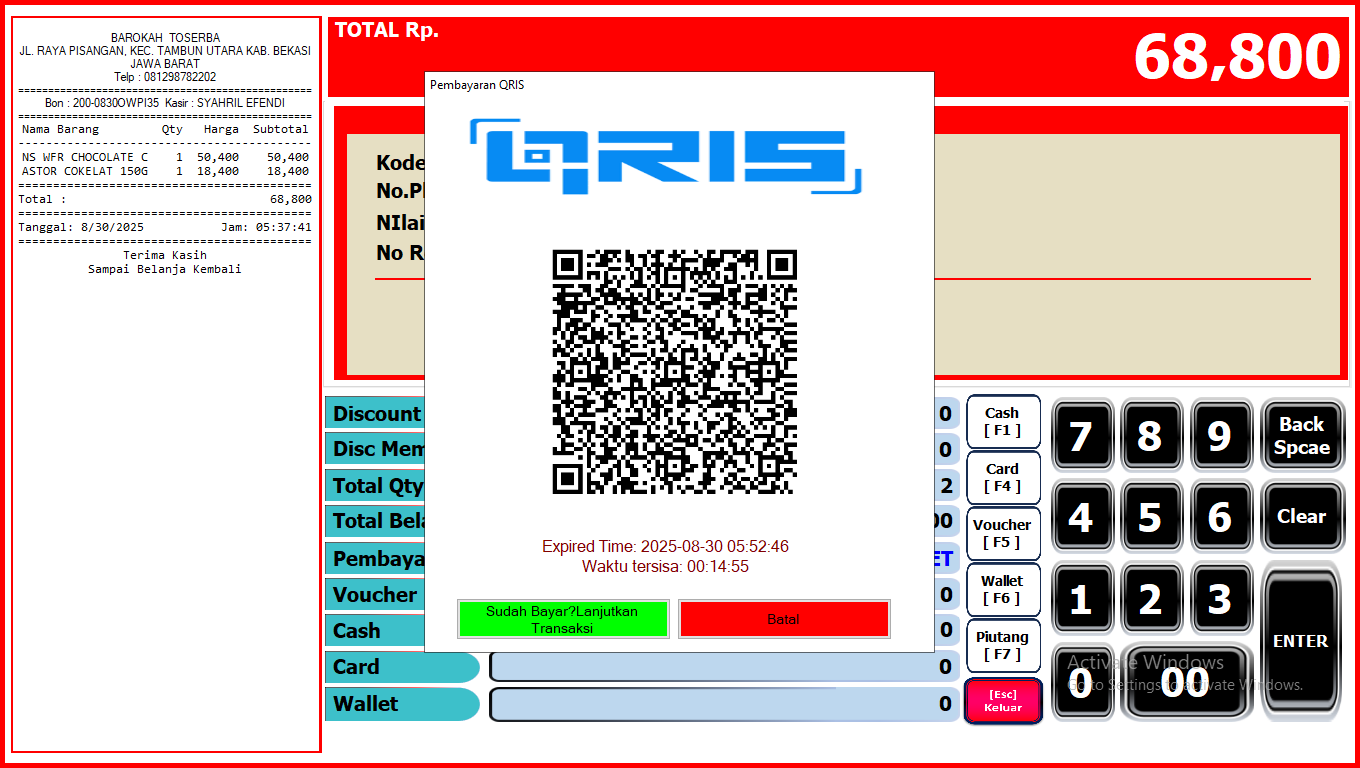 BAROKAH  TOSERBA
JL. RAYA PISANGAN, KEC. TAMBUN UTARA KAB. BEKASI
JAWA BARAT
Telp : 081298782202
==========================================
Bon : 200-0830OWPI35  Kasir : SYAHRIL EFENDI
==========================================
Nama Barang Qty Harga Subtotal
------------------------------------------
NS WFR CHOCOLATE C 1 50,400 50,400
ASTOR COKELAT 150G 1 18,400 18,400
==========================================
Total : 68,800
==========================================
Tanggal: 8/30/2025 Jam: 05:37:41
==========================================
Terima Kasih
Sampai Belanja Kembali
TOTAL Rp.
68,800
Pembayaran QRIS
QRIS
Kode
No.Pl
NIlai
No R
Expired Time: 2025-08-30 05:52:46
Waktu tersisa: 00:14:55
Sudah Bayar?Lanjutkan
Transaksi
Batal
Discount 0
Disc Mem 0
Total Qty 2
Total Bela 00
Pembaya ET
Voucher 0
Cash 0
Card 0
Wallet 0
Cash
[ F1 ]
Card
[ F4 ]
Voucher
[ F5 ]
Wallet
[ F6 ]
Piutang
[ F7 ]
[Esc]
Keluar
7 8 9 Back
Spcae
4 5 6 Clear
1 2 3 ENTER
0 00
Activate Windows
Go to Settings to activate Windows.